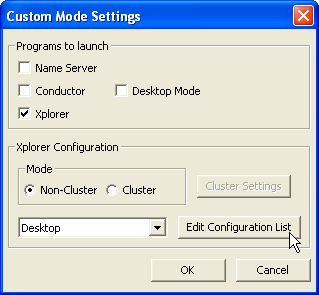 Custom Mode Settings
Programs to launch
Name Server
Conductor Desktop Mode
Xplorer
Xplorer Configuration
Mode
Non-Cluster Cluster Cluster Settings
Desktop Edit Configuration List
OK Cancel